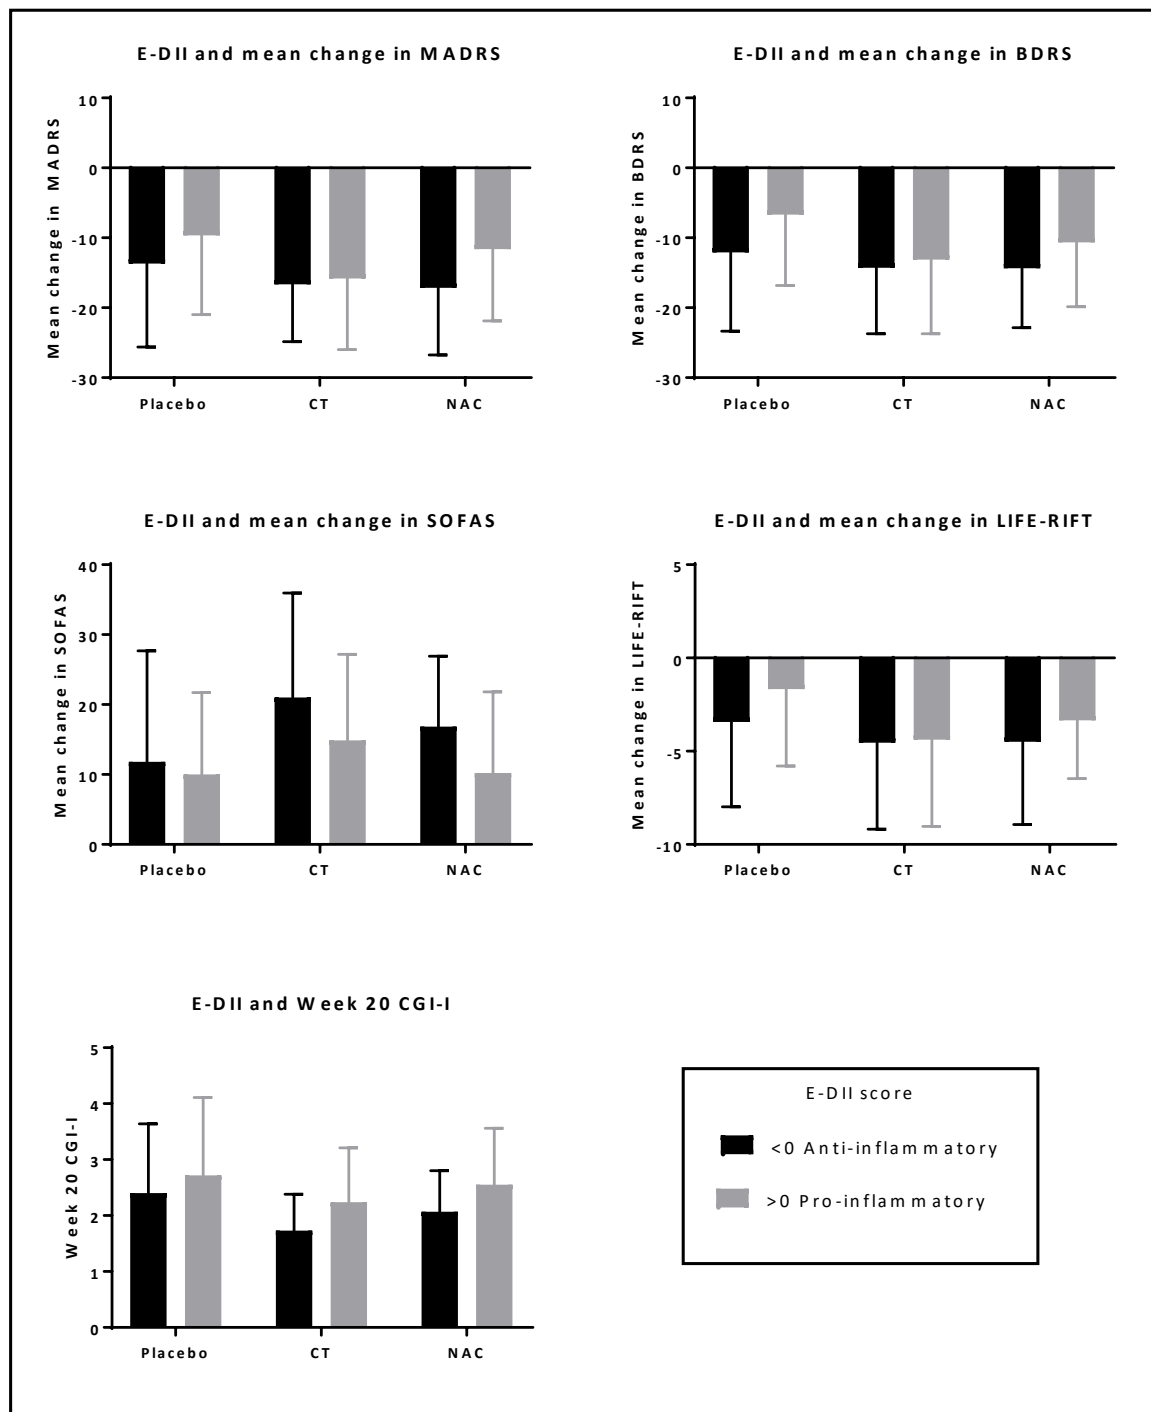 E-DII and mean change in MADRS
Mean change in MADRS
10
0
-10
-20
-30
Placebo
CT
NAC
E-DII and mean change in BDRS
Mean change in BDRS
10
0
-10
-20
-30
Placebo
CT
NAC
E-DII and mean change in SOFAS
Mean change in SOFAS
40
30
20
10
0
Placebo
CT
NAC
E-DII and mean change in LIFE-RIFT
Mean change in LIFE-RIFT
5
0
-5
-10
Placebo
CT
NAC
E-DII and Week 20 CGI-I
Week 20 CGI-I
5
4
3
2
1
0
Placebo
CT
NAC
E-DII score
<0 Anti-inflammatory
>0 Pro-inflammatory